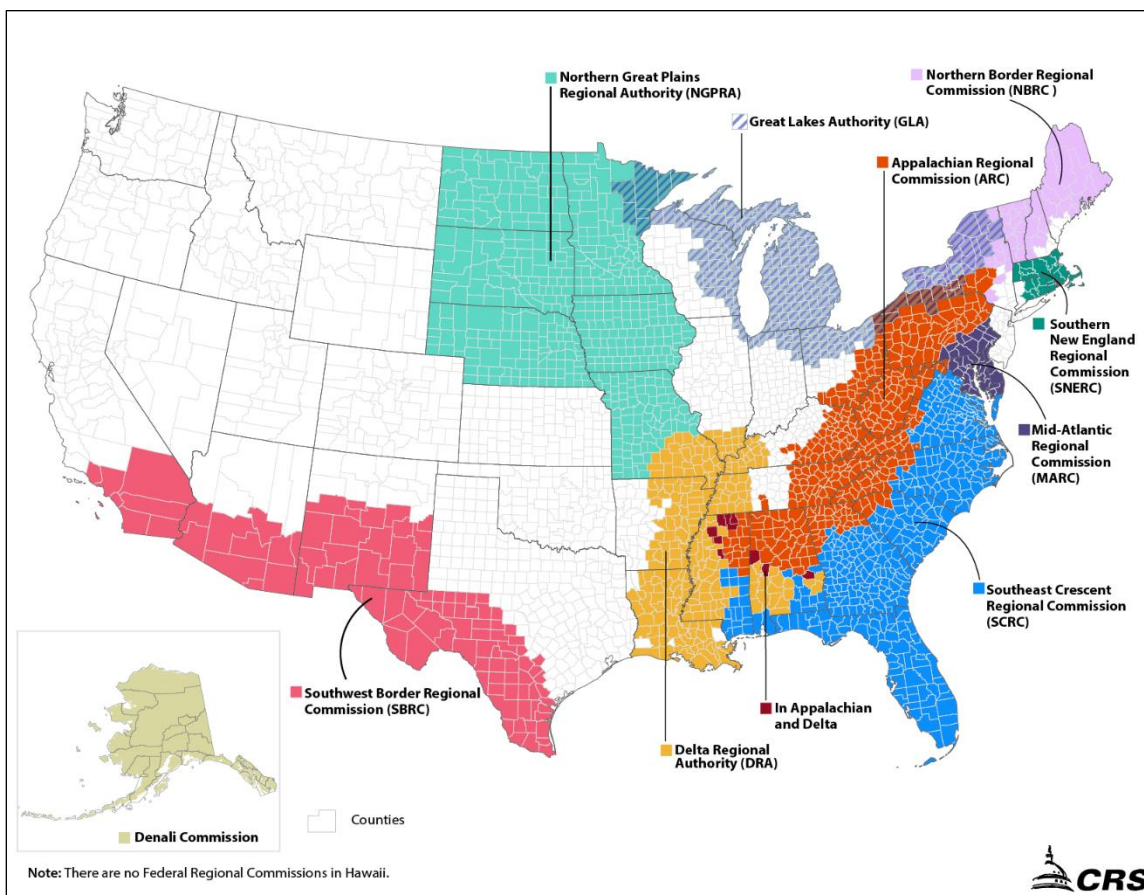 Northern Great Plains
Regional Authority (NGPRA)
Northern Border Regional
Commission (NBRC )
Great Lakes Authority (GLA)
Appalachian Regional
Commission (ARC)
Southern
New England
Regional
Commission
(SNERC)
Mid-Atlantic
Regional
Commission
(MARC)
Southeast Crescent
Regional Commission
(SCRC)
Southwest Border Regional
Commission (SBRC)
In Appalachian
and Delta
Delta Regional
Authority (DRA)
Denali Commission
Counties
Note: There are no Federal Regional Commissions in Hawaii.
CRS